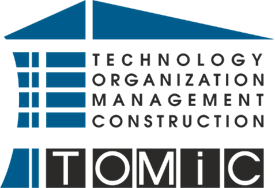 TECHNOLOGY
ORGANIZATION
MANAGEMENT
CONSTRUCTION
TOMiC